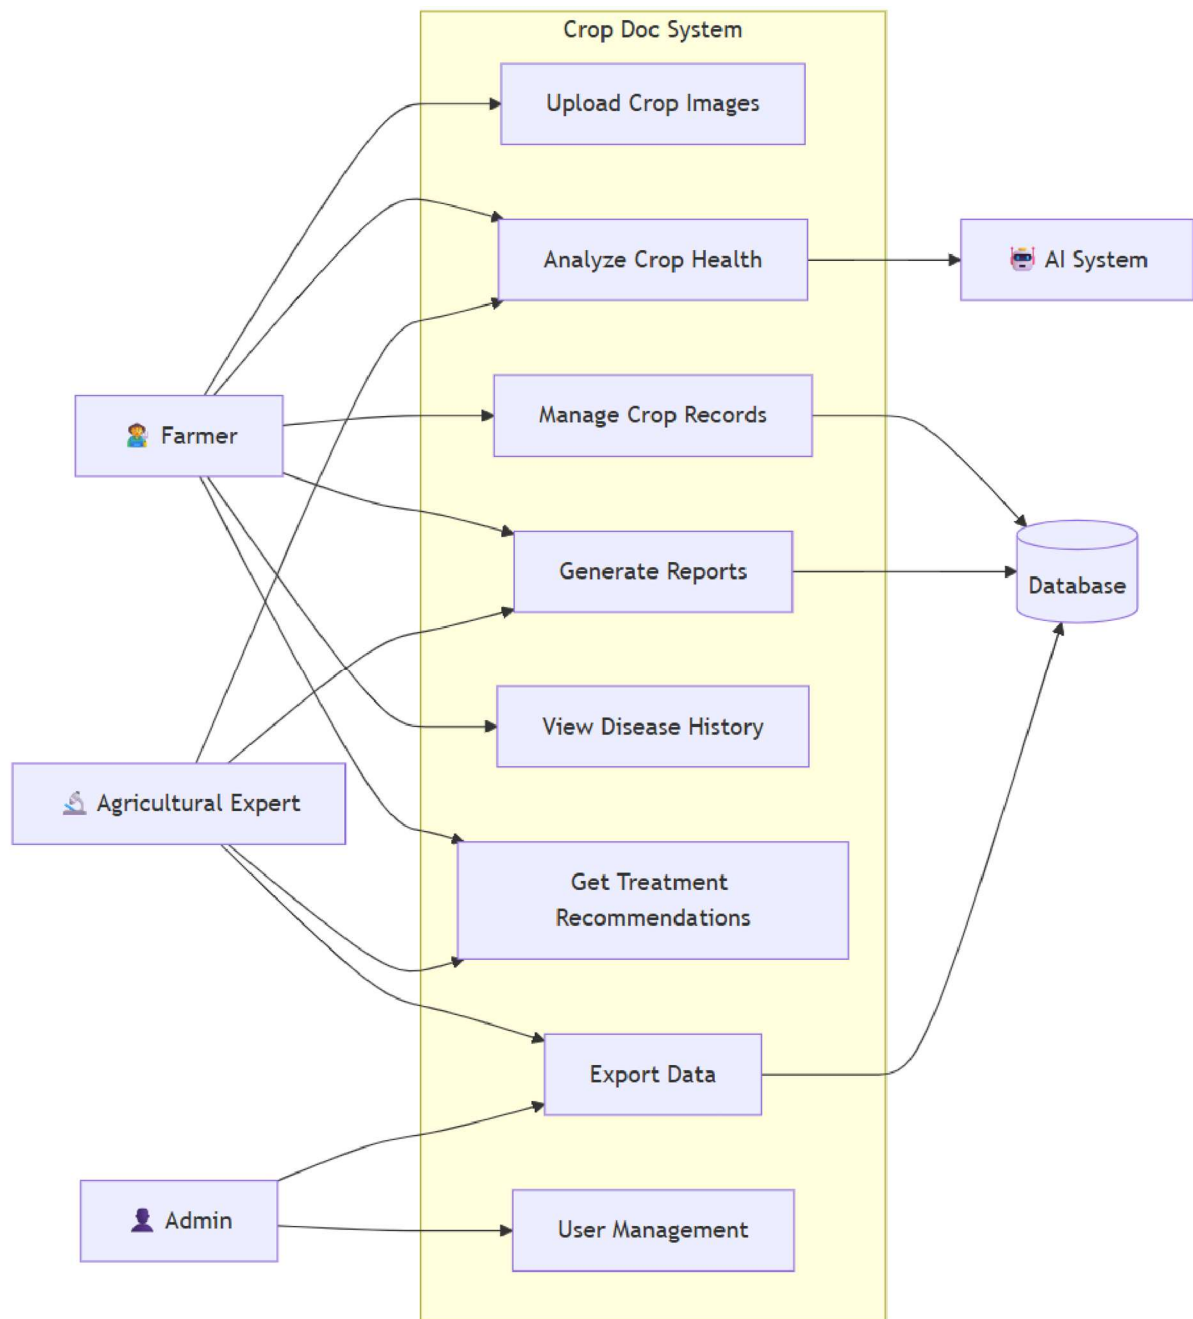 Crop Doc System
Upload Crop Images
Analyze Crop Health
AI System
Manage Crop Records
Farmer
Generate Reports
Database
View Disease History
Agricultural Expert
Get Treatment
Recommendations
Export Data
Admin
User Management